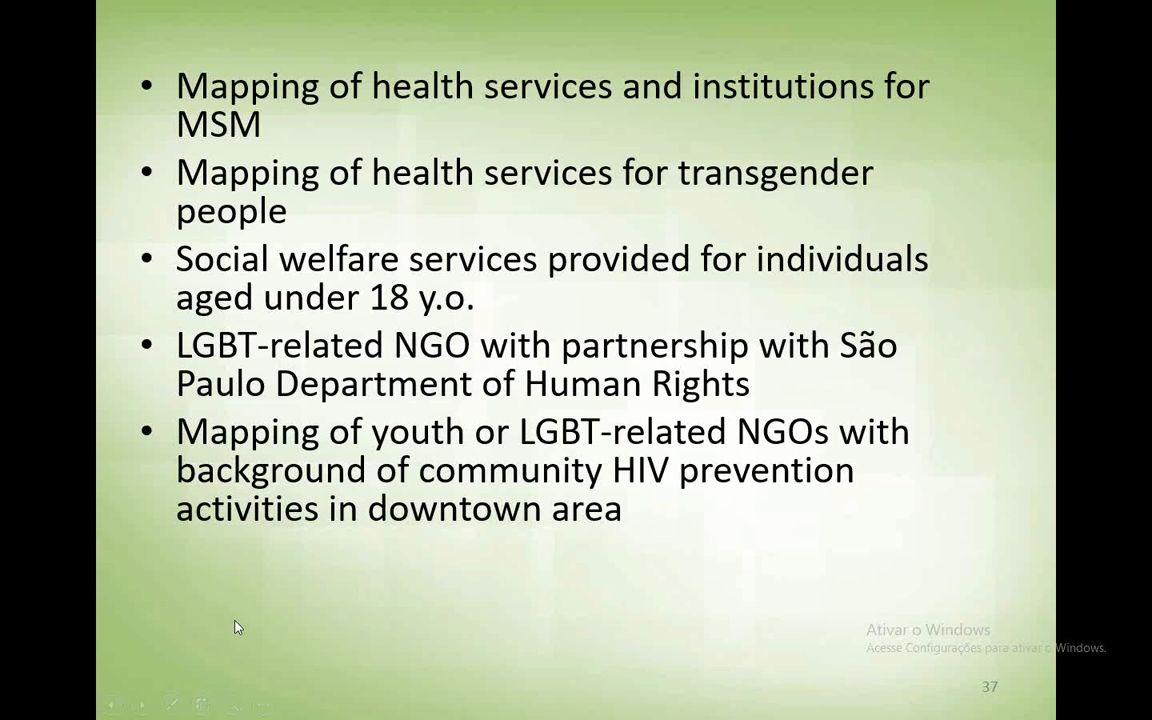 • Mapping of health services and institutions for
MSM
• Mapping of health services for transgender
people
• Social welfare services provided for individuals
aged under 18 y.o.
• LGBT-related NGO with partnership with São
Paulo Department of Human Rights
• Mapping of youth or LGBT-related NGOs with
background of community HIV prevention
activities in downtown area
Ativar o Windows
Acesse Configurações para ativar o Windows.
37